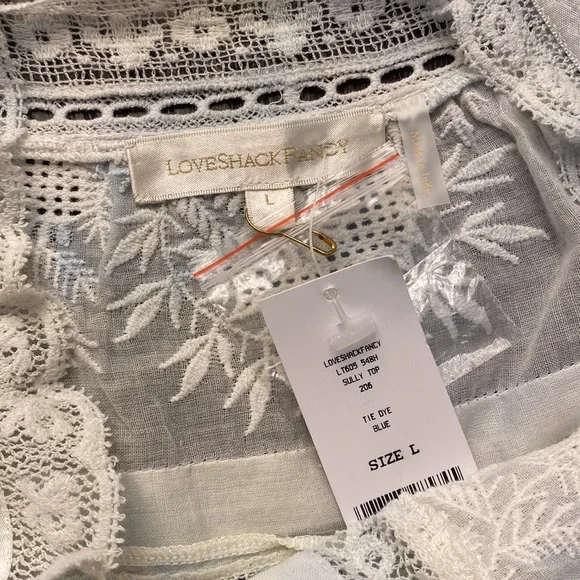 LOVESHACKFANCY
L
LOVESHACKFANCY
LT605 548H
SULLY TOP
206
TIE DYE
BLUE
SIZE L